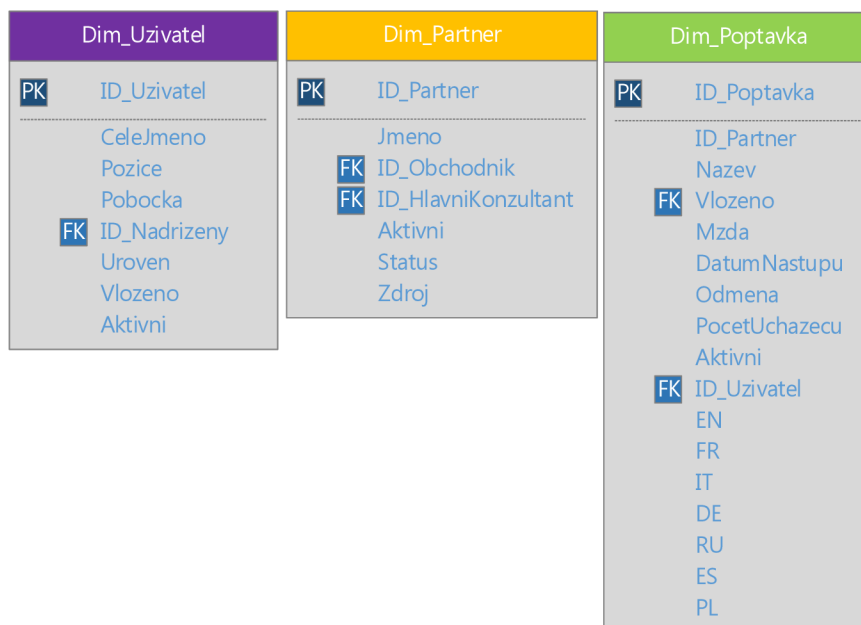 Dim_Uzivatel
PK ID_Uzivatel
CeleJmeno
Pozice
Pobocka
FK ID_Nadrizeny
Uroven
Vlozeno
Aktivni
Dim_Partner
PK ID_Partner
Jmeno
FK ID_Obchodnik
FK ID_HlavniKonzultant
Aktivni
Status
Zdroj
Dim_Poptavka
PK ID_Poptavka
ID_Partner
Nazev
FK Vlozeno
Mzda
DatumNastupu
Odmena
PocetUchazecu
Aktivni
FK ID_Uzivatel
EN
FR
IT
DE
RU
ES
PL